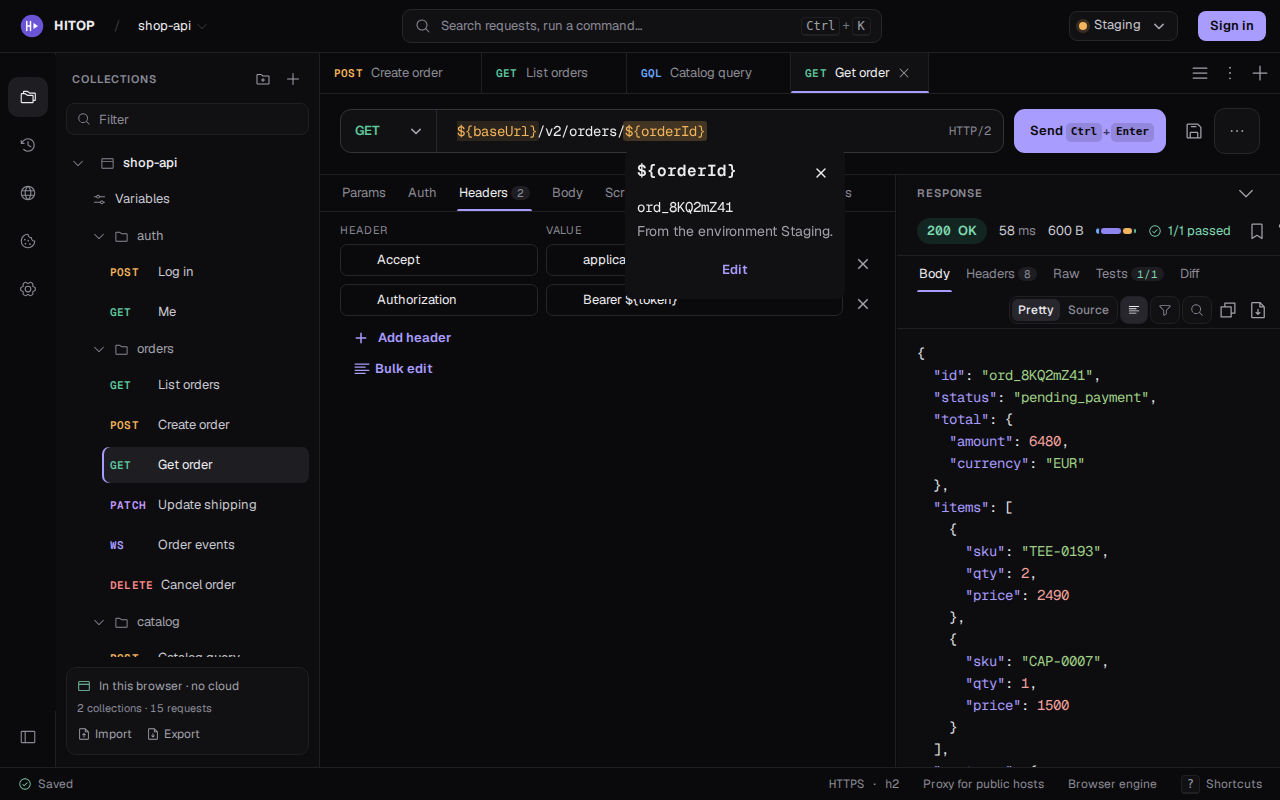 HITOP / shop-api
Search requests, run a command... Ctrl + K
Staging
Sign in
COLLECTIONS
Filter
shop-api
Variables
auth
POST Log in
GET Me
orders
GET List orders
POST Create order
GET Get order
PATCH Update shipping
WS Order events
DELETE Cancel order
catalog
POST Catalog query
In this browser · no cloud
2 collections · 15 requests
Import Export
POST Create order
GET List orders
GQL Catalog query
GET Get order
GET ${baseUrl}/v2/orders/${orderId} HTTP/2
Send Ctrl + Enter
Params Auth Headers 2 Body Scr s
HEADER VALUE
Accept applica
Authorization Bearer ${token}
Add header
Bulk edit
${orderId}
ord_8KQ2mZ41
From the environment Staging.
Edit
RESPONSE
200 OK 58 ms 600 B 1/1 passed
Body Headers 8 Raw Tests 1/1 Diff
Pretty Source
{
"id": "ord_8KQ2mZ41",
"status": "pending_payment",
"total": {
"amount": 6480,
"currency": "EUR"
},
"items": [
{
"sku": "TEE-0193",
"qty": 2,
"price": 2490
},
{
"sku": "CAP-0007",
"qty": 1,
"price": 1500
}
],
Saved
HTTPS · h2 Proxy for public hosts Browser engine ? Shortcuts